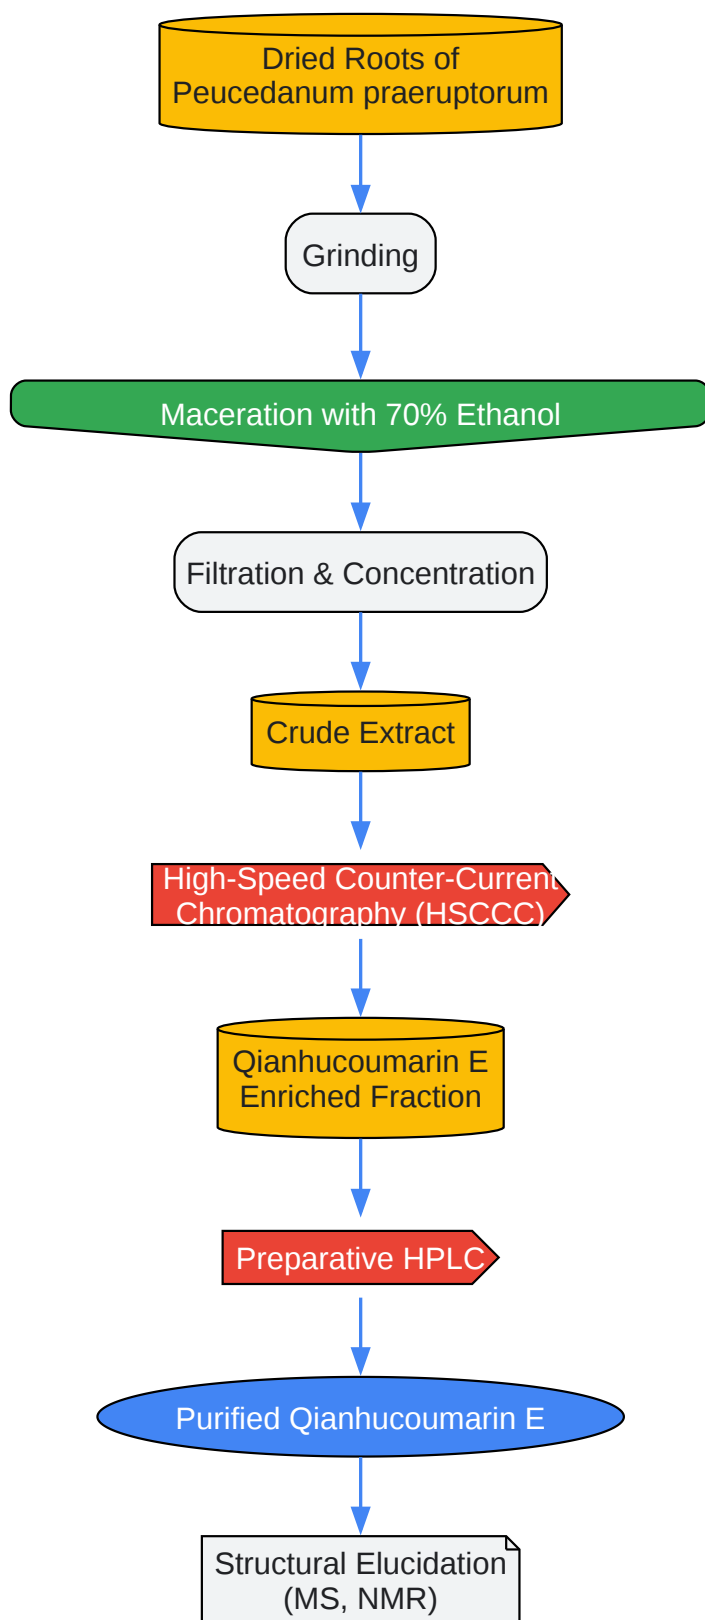 Dried Roots of
Peucedanum praeruptorum
Grinding
Maceration with 70% Ethanol
Filtration & Concentration
Crude Extract
High-Speed Counter-Current
Chromatography (HSCCC)
Qianhucoumarin E
Enriched Fraction
Preparative HPLC
Purified Qianhucoumarin E
Structural Elucidation
(MS, NMR)